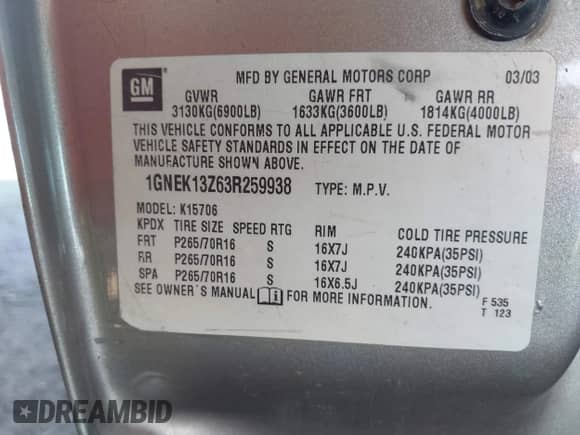 GM
MFD BY GENERAL MOTORS CORP 03/03
GVWR GAWR FRT GAWR RR
3130KG(6900LB) 1633KG(3600LB) 1814KG(4000LB)
THIS VEHICLE CONFORMS TO ALL APPLICABLE U.S. FEDERAL MOTOR
VEHICLE SAFETY STANDARDS IN EFFECT ON THE DATE OF
MANUFACTURE SHOWN ABOVE.
1GNEK13Z63R259938 TYPE: M.P.V.
MODEL: K15706
KPDX TIRE SIZE SPEED RTG RIM COLD TIRE PRESSURE
FRT P265/70R16 S 16X7J 240KPA(35PSI)
RR P265/70R16 S 16X7J 240KPA(35PSI)
SPA P265/70R16 S 16X6.5J 240KPA(35PSI)
SEE OWNER'S MANUAL FOR MORE INFORMATION.
F 535
T 123
DREAMBID